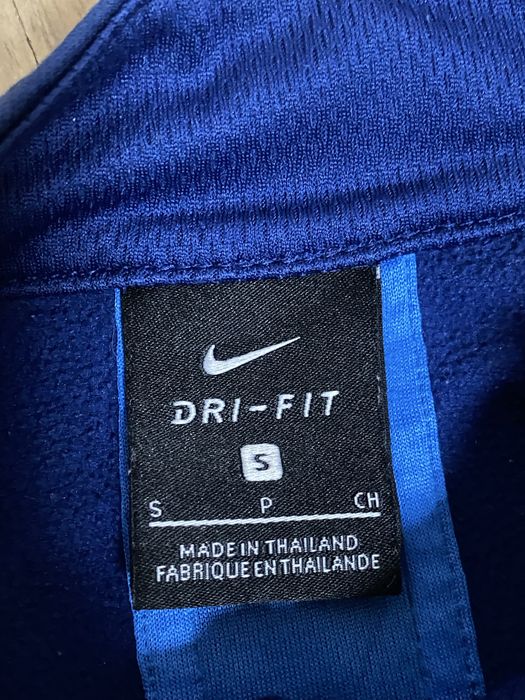 DRI-FIT
S
S P CH
MADE IN THAILAND
FABRIQUE EN THAILANDE